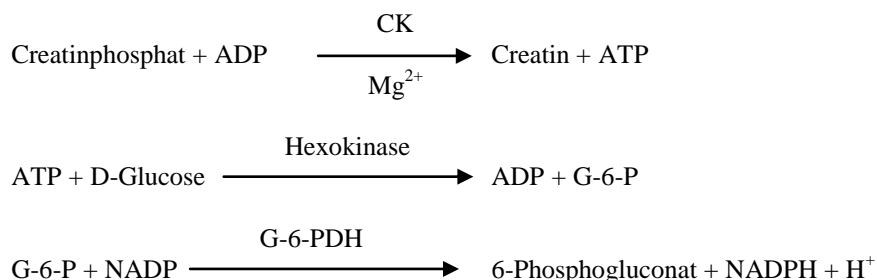 CK
Creatinphosphat + ADP Creatin + ATP
Mg²⁺
Hexokinase
ATP + D-Glucose ADP + G-6-P
G-6-PDH
G-6-P + NADP 6-Phosphogluconat + NADPH + H⁺